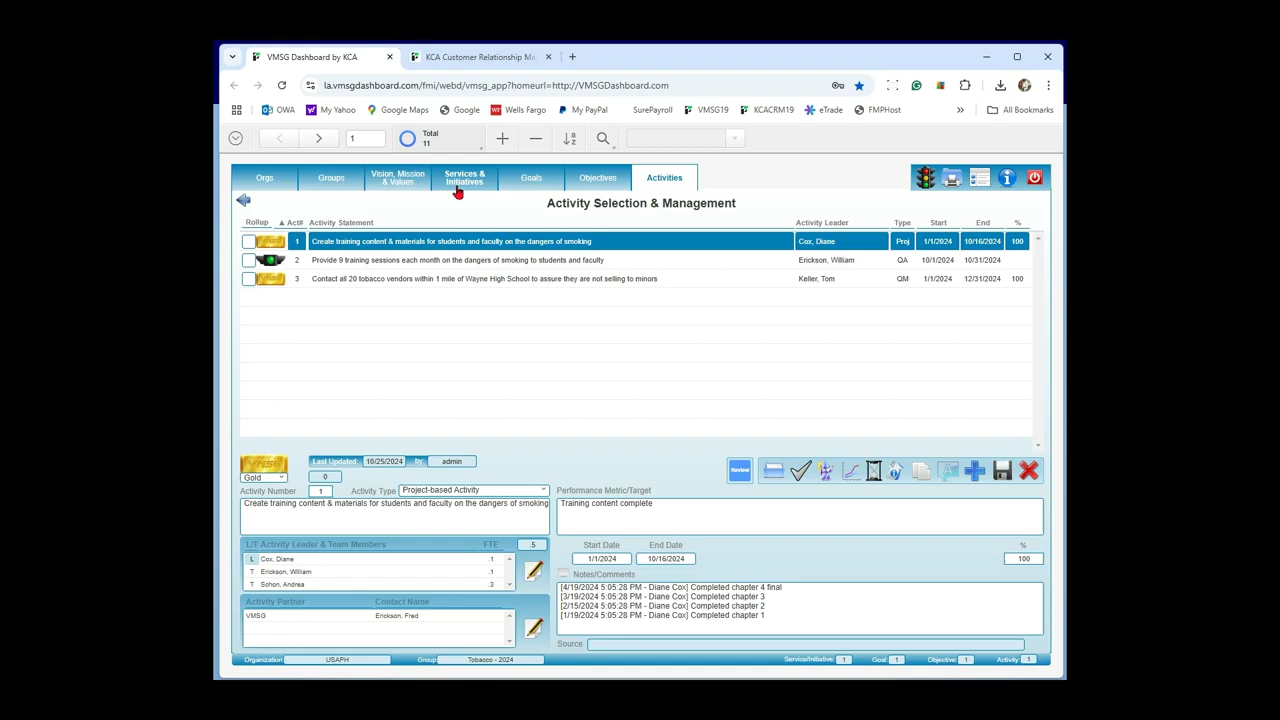 VMSG Dashboard by KCA
KCA Customer Relationship Ma
la.vmsgdashboard.com/fmi/webd/vmsg_app?homeurl=http://VMSGDashboard.com
OWA My Yahoo Google Maps Google Wells Fargo My PayPal SurePayroll VMSG19 KCACRM19 eTrade FMPHost » All Bookmarks
1 Total
11
Orgs Groups Vision, Mission & Values Services & Initiatives Goals Objectives Activities
Activity Selection & Management
Rollup ▲ Act# Activity Statement Activity Leader Type Start End %
VMSG 1 Create training content & materials for students and faculty on the dangers of smoking Cox, Diane Proj 1/1/2024 10/16/2024 100
2 Provide 9 training sessions each month on the dangers of smoking to students and faculty Erickson, William QA 10/1/2024 10/31/2024
VMSG 3 Contact all 20 tobacco vendors within 1 mile of Wayne High School to assure they are not selling to minors Keller, Tom QM 1/1/2024 12/31/2024 100
VMSG Last Updated: 10/25/2024 by: admin Review
Gold 0
Activity Number 1 Activity Type Project-based Activity Performance Metric/Target
Create training content & materials for students and faculty on the dangers of smoking Training content complete
L/T Activity Leader & Team Members FTE .5 Start Date End Date %
L Cox, Diane .1 1/1/2024 10/16/2024 100
T Erickson, William .1 Notes/Comments
T Schon, Andrea .3 [4/19/2024 5:05:28 PM - Diane Cox] Completed chapter 4 final
[3/19/2024 5:05:28 PM - Diane Cox] Completed chapter 3
Activity Partner Contact Name [2/15/2024 5:05:28 PM - Diane Cox] Completed chapter 2
VMSG Erickson, Fred [1/19/2024 5:05:28 PM - Diane Cox] Completed chapter 1
Source
Organization: USAPH Group: Tobacco - 2024 Service/Initiative: 1 Goal: 1 Objective: 1 Activity: 1